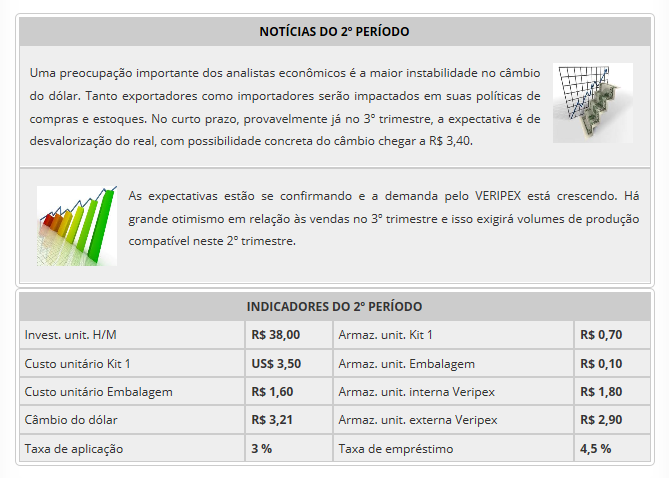 NOTÍCIAS DO 2º PERÍODO
Uma preocupação importante dos analistas econômicos é a maior instabilidade no câmbio
do dólar. Tanto exportadores como importadores serão impactados em suas políticas de
compras e estoques. No curto prazo, provavelmente já no 3º trimestre, a expectativa é de
desvalorização do real, com possibilidade concreta do câmbio chegar a R$ 3,40.
As expectativas estão se confirmando e a demanda pelo VERIPEX está crescendo. Há
grande otimismo em relação às vendas no 3º trimestre e isso exigirá volumes de produção
compatível neste 2º trimestre.
INDICADORES DO 2º PERÍODO
Invest. unit. H/M R$ 38,00 Armaz. unit. Kit 1 R$ 0,70
Custo unitário Kit 1 US$ 3,50 Armaz. unit. Embalagem R$ 0,10
Custo unitário Embalagem R$ 1,60 Armaz. unit. interna Veripex R$ 1,80
Câmbio do dólar R$ 3,21 Armaz. unit. externa Veripex R$ 2,90
Taxa de aplicação 3 % Taxa de empréstimo 4,5 %